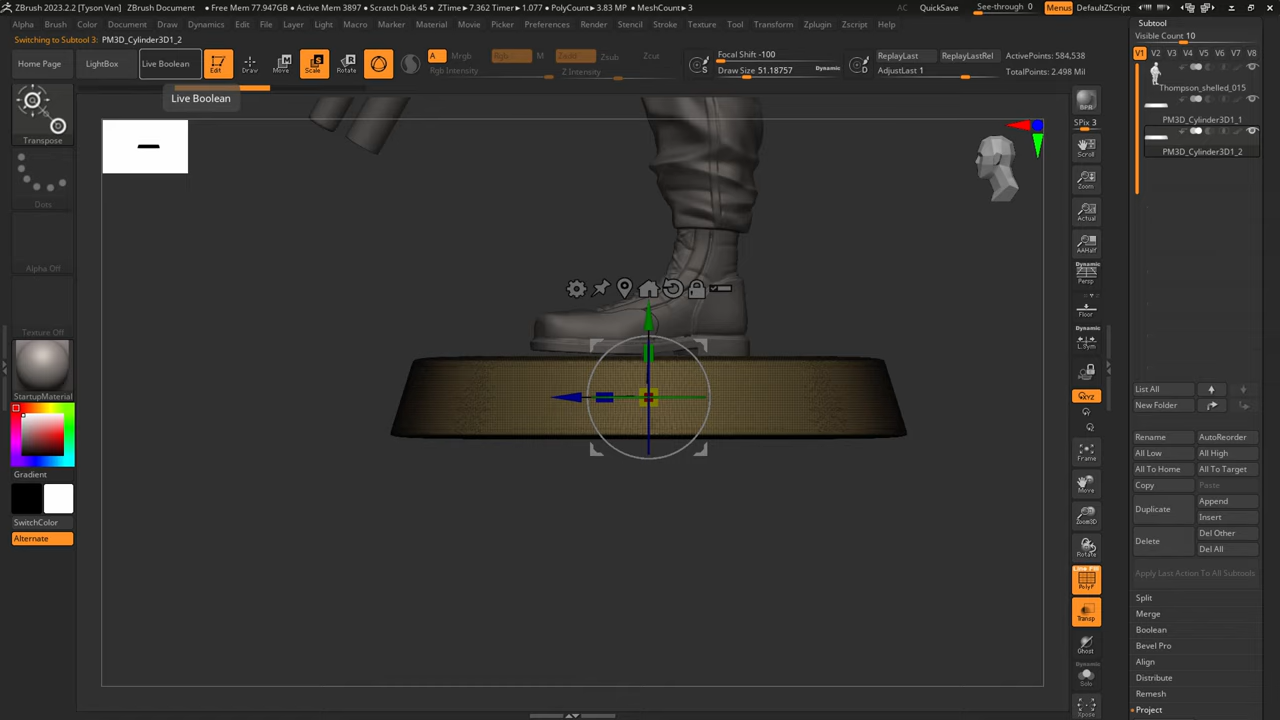 ZBrush 2023.2.2 [Tyson Van] ZBrush Document • Free Mem 77.947GB • Active Mem 3897 • Scratch Disk 45 • ZTime▸7.362 Timer▸1.077 • PolyCount▸3.83 MP • MeshCount▸3
AC QuickSave See-through 0 Menus DefaultZScript
Alpha Brush Color Document Draw Dynamics Edit File Layer Light Macro Marker Material Movie Picker Preferences Render Stencil Stroke Texture Tool Transform Zplugin Zscript Help
Switching to Subtool 3: PM3D_Cylinder3D1_2
Home Page
LightBox
Live Boolean
Edit
Draw
Move
Scale
Rotate
A
Mrgb
Rgb
M
Rgb Intensity
Zadd
Zsub
Zcut
Z Intensity
S
Focal Shift -100
Draw Size 51.18757
Dynamic
D
ReplayLast
ReplayLastRel
AdjustLast 1
ActivePoints: 584,538
TotalPoints: 2.498 Mil
Live Boolean
Transpose
Dots
Alpha Off
Texture Off
StartupMaterial
Gradient
SwitchColor
Alternate
BPR
SPix 3
Scroll
Zoom
Actual
AAHalf
Dynamic
Persp
Floor
Dynamic
L.Sym
XYZ
Frame
Move
Zoom3D
Rotate
Line Fill
PolyF
Transp
Ghost
Dynamic
Solo
Xpose
Subtool
Visible Count 10
V1 V2 V3 V4 V5 V6 V7 V8
Thompson_shelled_015
PM3D_Cylinder3D1_1
PM3D_Cylinder3D1_2
List All
New Folder
Rename
AutoReorder
All Low
All High
All To Home
All To Target
Copy
Paste
Duplicate
Append
Insert
Delete
Del Other
Del All
Apply Last Action To All Subtools
Split
Merge
Boolean
Bevel Pro
Align
Distribute
Remesh
Project